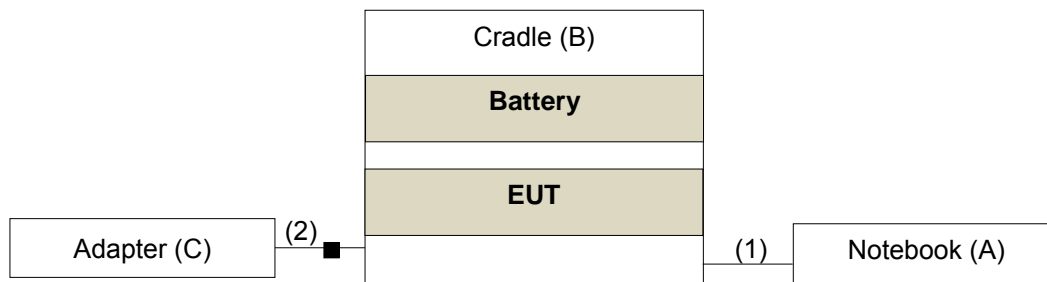 Cradle (B)
Battery
EUT
Adapter (C)
(2)
(1)
Notebook (A)